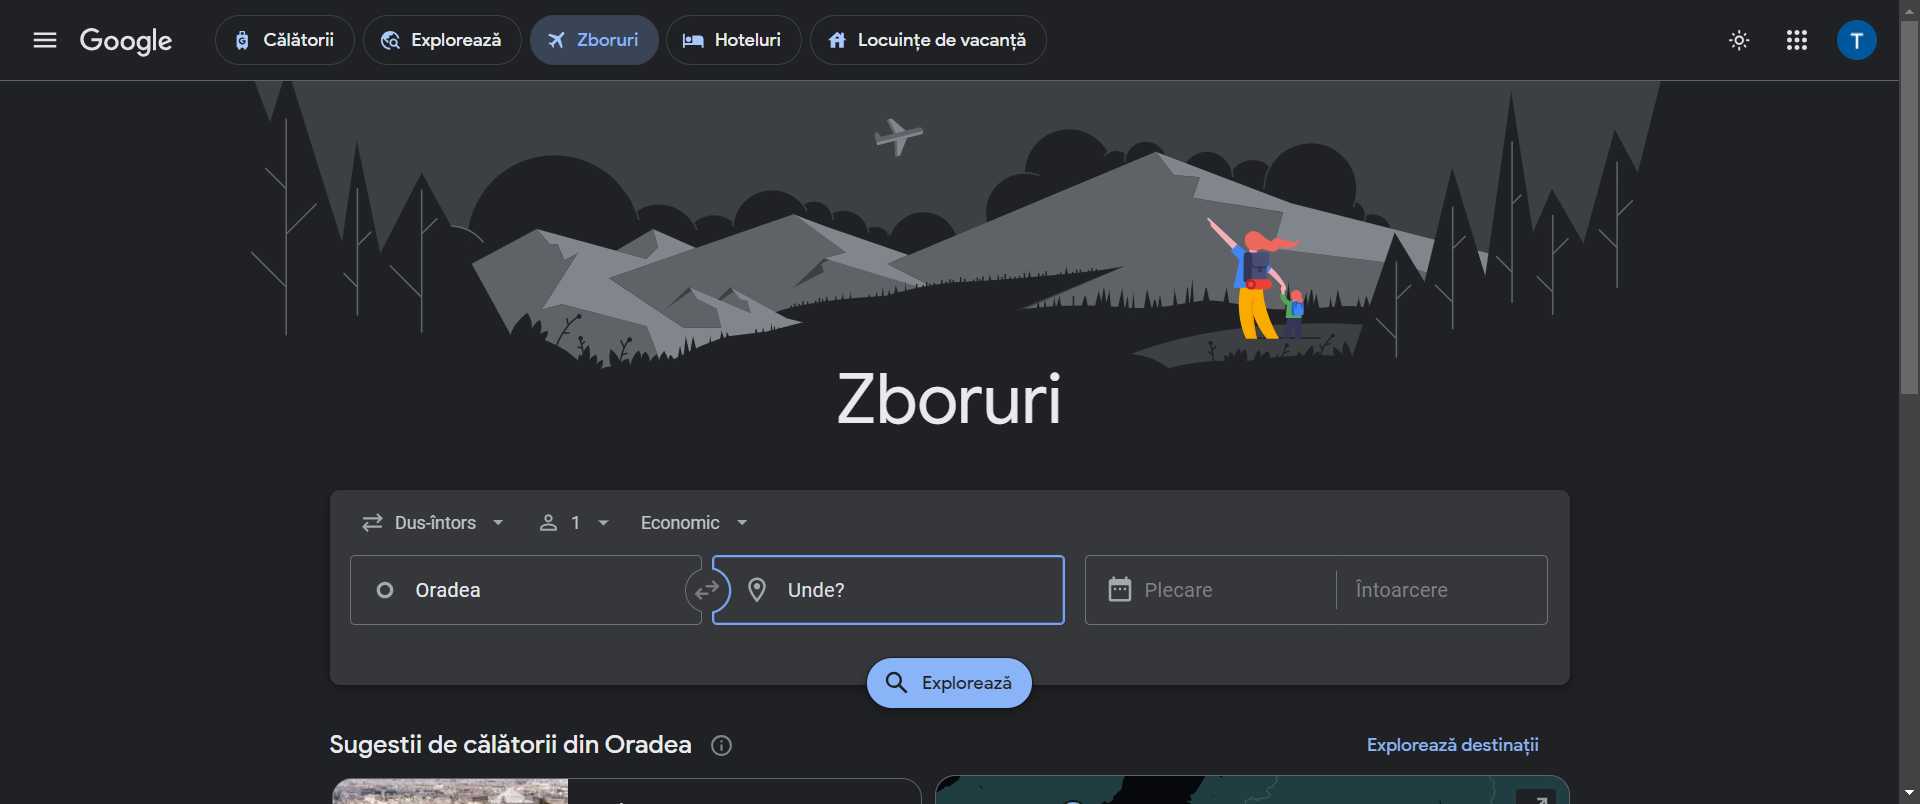 Google
Călătorii
Explorează
Zboruri
Hoteluri
Locuințe de vacanță
T
Zboruri
Dus-întors
1
Economic
Oradea
Unde?
Plecare
Întoarcere
Explorează
Sugestii de călătorii din Oradea
Explorează destinații